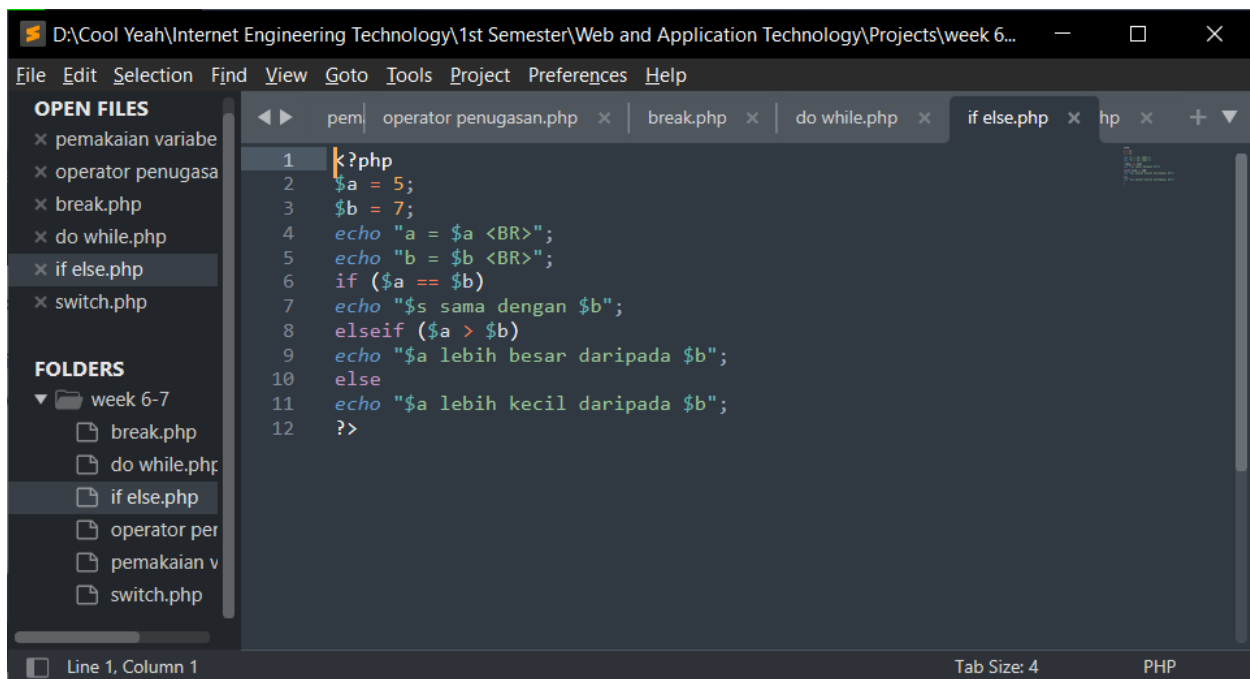 D:\Cool Yeah\Internet Engineering Technology\1st Semester\Web and Application Technology\Projects\week 6...
File Edit Selection Find View Goto Tools Project Preferences Help
OPEN FILES
pemakaian variabe
operator penugasa
break.php
do while.php
if else.php
switch.php
FOLDERS
week 6-7
break.php
do while.php
if else.php
operator per
pemakaian v
switch.php
pem operator penugasan.php break.php do while.php if else.php hp
1 <?php
2 $a = 5;
3 $b = 7;
4 echo "a = $a <BR>";
5 echo "b = $b <BR>";
6 if ($a == $b)
7 echo "$s sama dengan $b";
8 elseif ($a > $b)
9 echo "$a lebih besar daripada $b";
10 else
11 echo "$a lebih kecil daripada $b";
12 ?>
Line 1, Column 1 Tab Size: 4 PHP